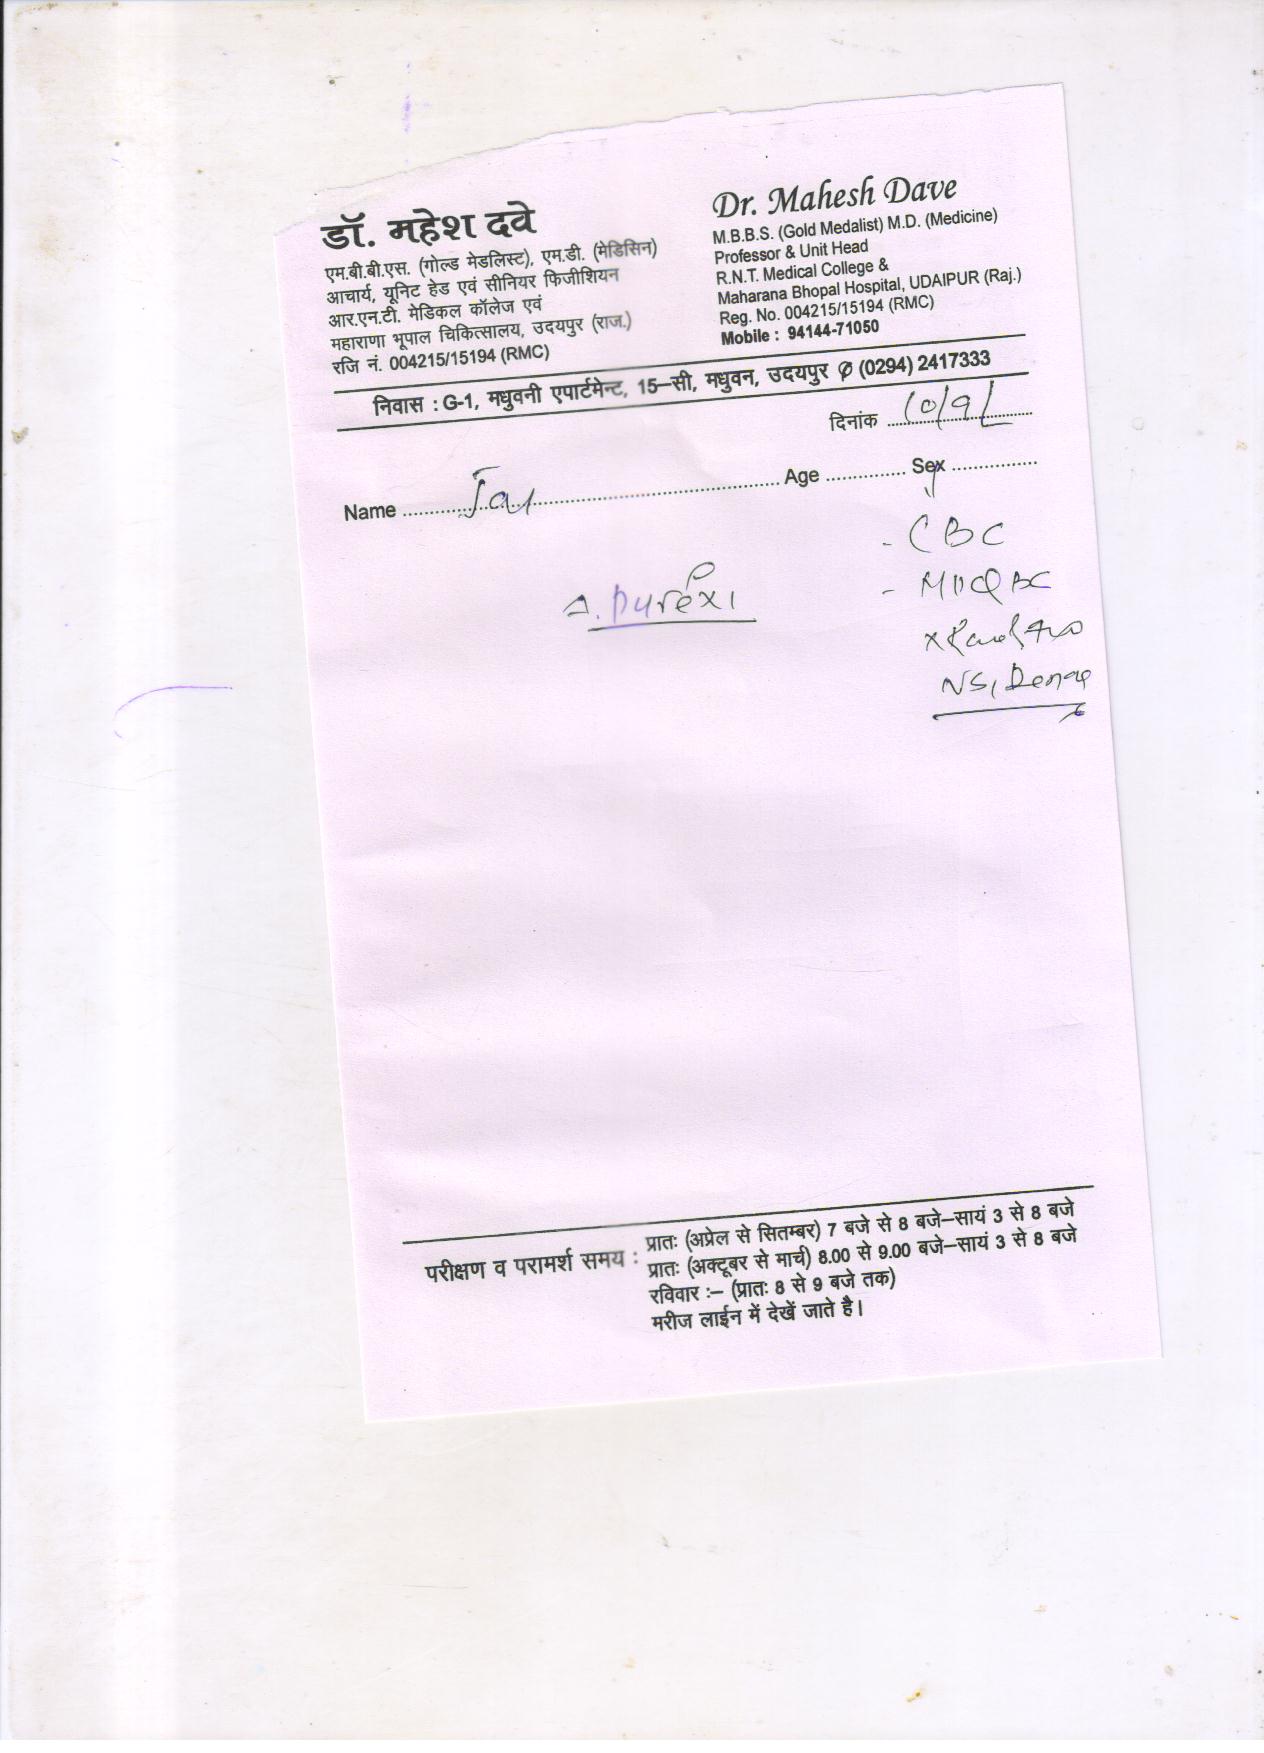 डॉ. महेश दवे
एम.बी.बी.एस. (गोल्ड मेडलिस्ट), एम.डी. (मेडिसिन)
आचार्य, यूनिट हेड एवं सीनियर फिजीशियन
आर.एन.टी. मेडिकल कॉलेज एवं
महाराणा भूपाल चिकित्सालय, उदयपुर (राज.)
रजि नं. 004215/15194 (RMC)
Dr. Mahesh Dave
M.B.B.S. (Gold Medalist) M.D. (Medicine)
Professor & Unit Head
R.N.T. Medical College &
Maharana Bhopal Hospital, UDAIPUR (Raj.)
Reg. No. 004215/15194 (RMC)
Mobile : 94144-71050
निवास : G-1, मधुवनी एपार्टमेन्ट, 15–सी, मधुवन, उदयपुर ✆ (0294) 2417333
दिनांक 10/9/
Name Jay Age Sex
- CBC
- MP QBC
NS1 Dengue
परीक्षण व परामर्श समय :
प्रातः (अप्रेल से सितम्बर) 7 बजे से 8 बजे–सायं 3 से 8 बजे
प्रातः (अक्टूबर से मार्च) 8.00 से 9.00 बजे–सायं 3 से 8 बजे
रविवार :– (प्रातः 8 से 9 बजे तक)
मरीज लाईन में देखें जाते है।